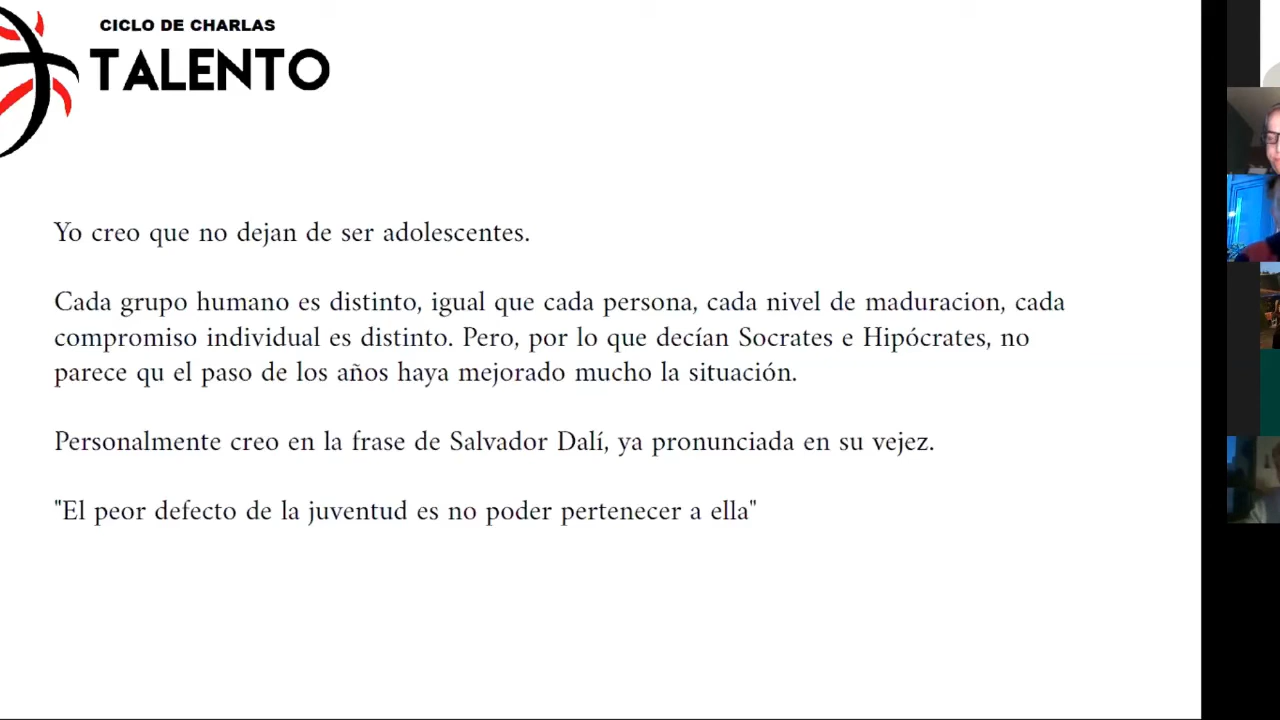 CICLO DE CHARLAS
TALENTO
Yo creo que no dejan de ser adolescentes.
Cada grupo humano es distinto, igual que cada persona, cada nivel de maduracion, cada
compromiso individual es distinto. Pero, por lo que decían Socrates e Hipócrates, no
parece qu el paso de los años haya mejorado mucho la situación.
Personalmente creo en la frase de Salvador Dalí, ya pronunciada en su vejez.
"El peor defecto de la juventud es no poder pertenecer a ella"